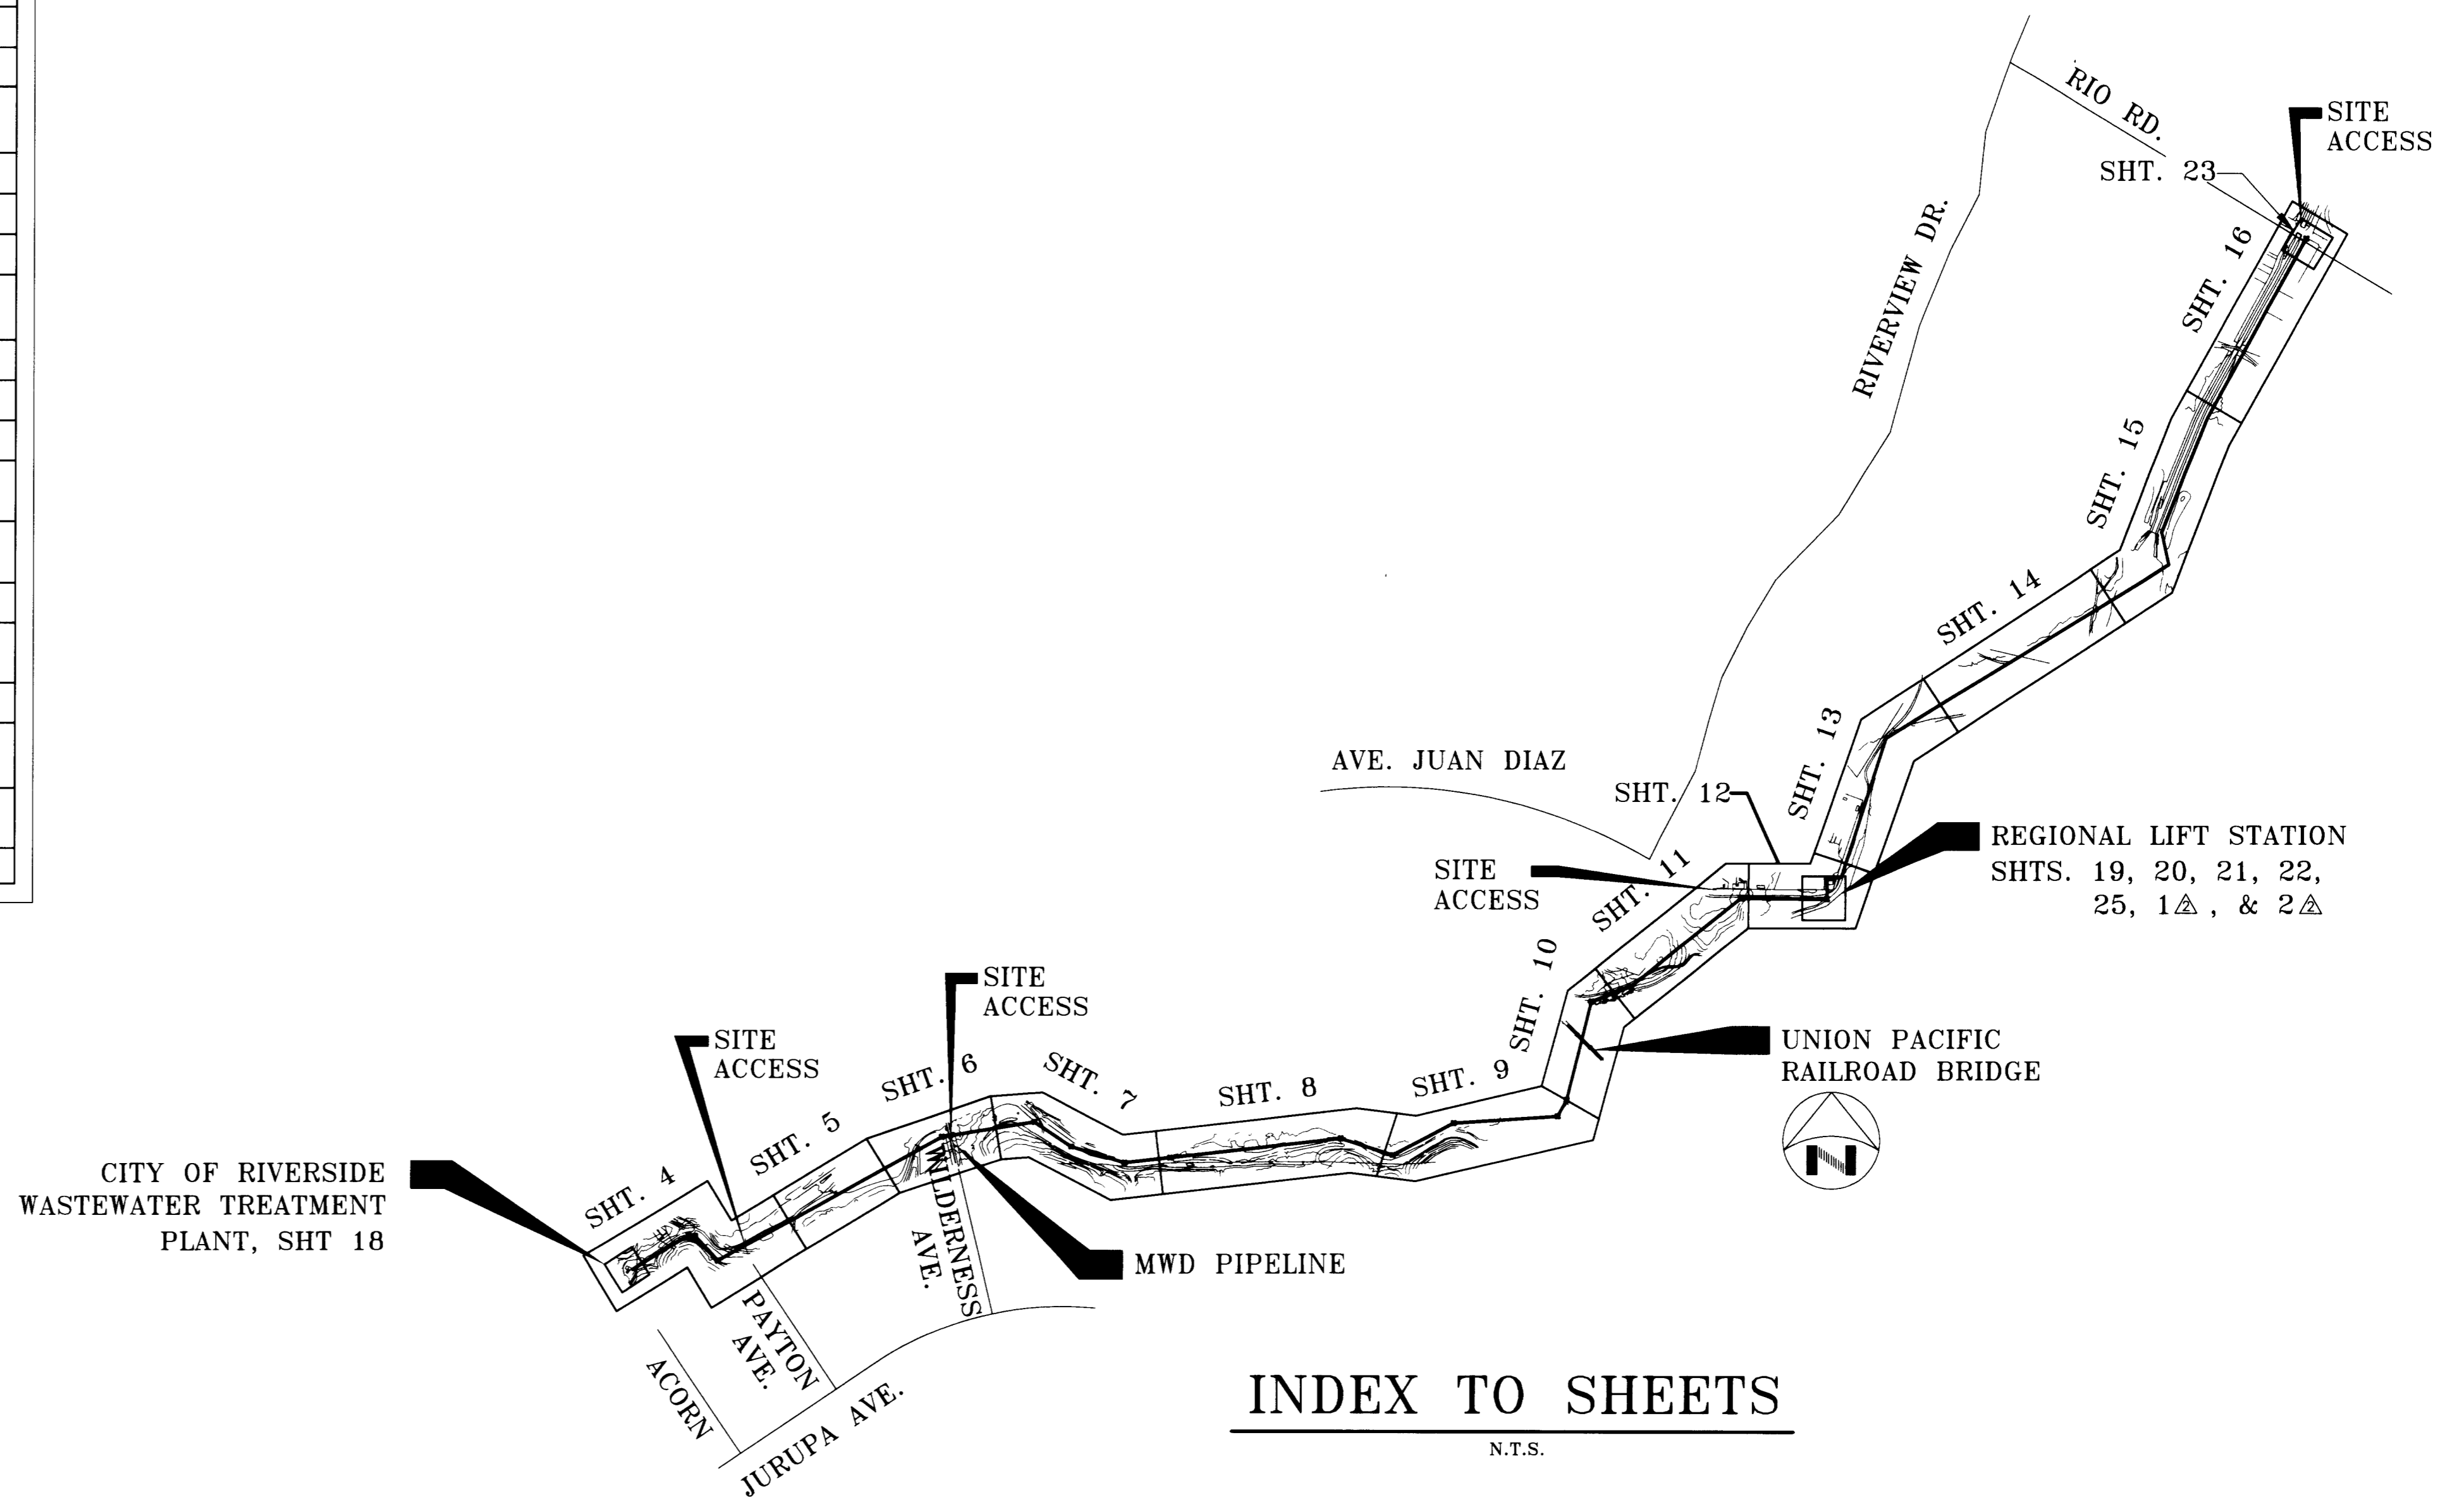 RIO RD.
SITE
ACCESS
SHT. 23
RIVERVIEW DR.
SHT. 16
SHT. 15
SHT. 14
SHT. 13
AVE. JUAN DIAZ
SHT. 12
REGIONAL LIFT STATION
SHTS. 19, 20, 21, 22,
25, 1 2 , & 2 2
SITE
ACCESS
SHT. 11
SHT. 10
SITE
ACCESS
UNION PACIFIC
RAILROAD BRIDGE
SITE
ACCESS
SHT. 6
SHT. 7
SHT. 8
SHT. 9
SHT. 5
SHT. 4
CITY OF RIVERSIDE
WASTEWATER TREATMENT
PLANT, SHT 18
N
WILDERNESS
AVE.
MWD PIPELINE
PAYTON
AVE.
ACORN
JURUPA AVE.
INDEX TO SHEETS
N.T.S.